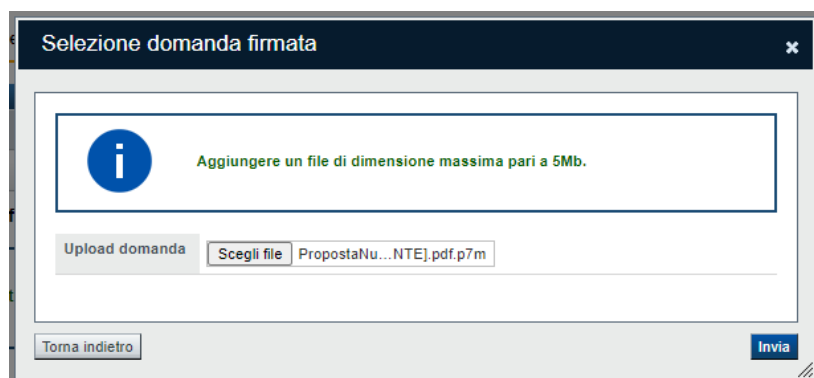 Selezione domanda firmata
Aggiungere un file di dimensione massima pari a 5Mb.
Upload domanda Scegli file PropostaNu...NTE].pdf.p7m
Torna indietro Invia